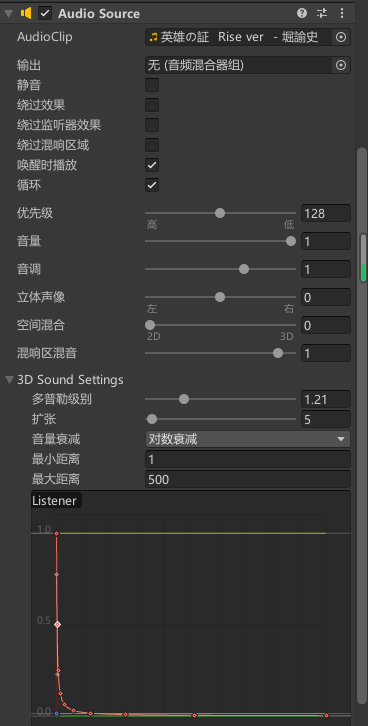 Audio Source
AudioClip 英雄の証 Rise ver - 堀諭史
输出 无 (音频混合器组)
静音
绕过效果
绕过监听器效果
绕过混响区域
唤醒时播放
循环
优先级 128
高 低
音量 1
音调 1
立体声像 0
左 右
空间混合 0
2D 3D
混响区混音 1
3D Sound Settings
多普勒级别 1.21
扩张 5
音量衰减 对数衰减
最小距离 1
最大距离 500
Listener
1.0
0.5
0.0